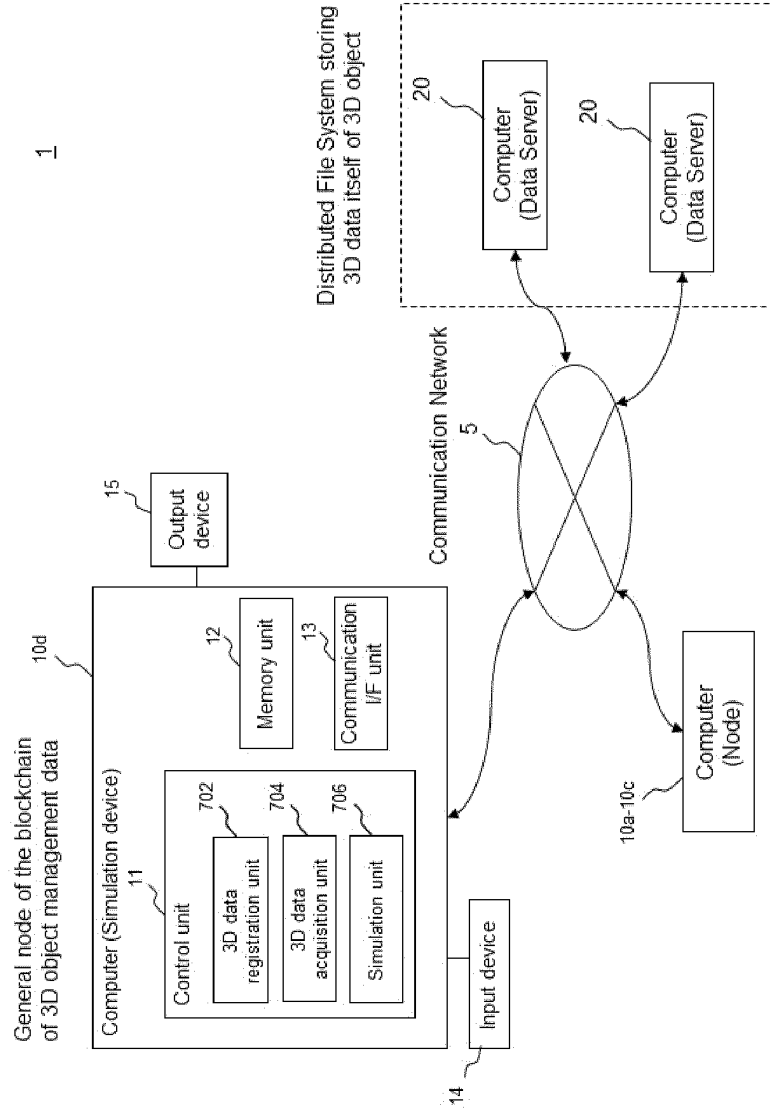 1
General node of the blockchain
of 3D object management data
10d
Computer (Simulation device)
11
Control unit
702
3D data
registration unit
704
3D data
acquisition unit
706
Simulation unit
12
Memory unit
13
Communication
I/F unit
15
Output
device
14
Input device
Communication Network
5
10a-10c
Computer
(Node)
Distributed File System storing
3D data itself of 3D object
20
Computer
(Data Server)
20
Computer
(Data Server)